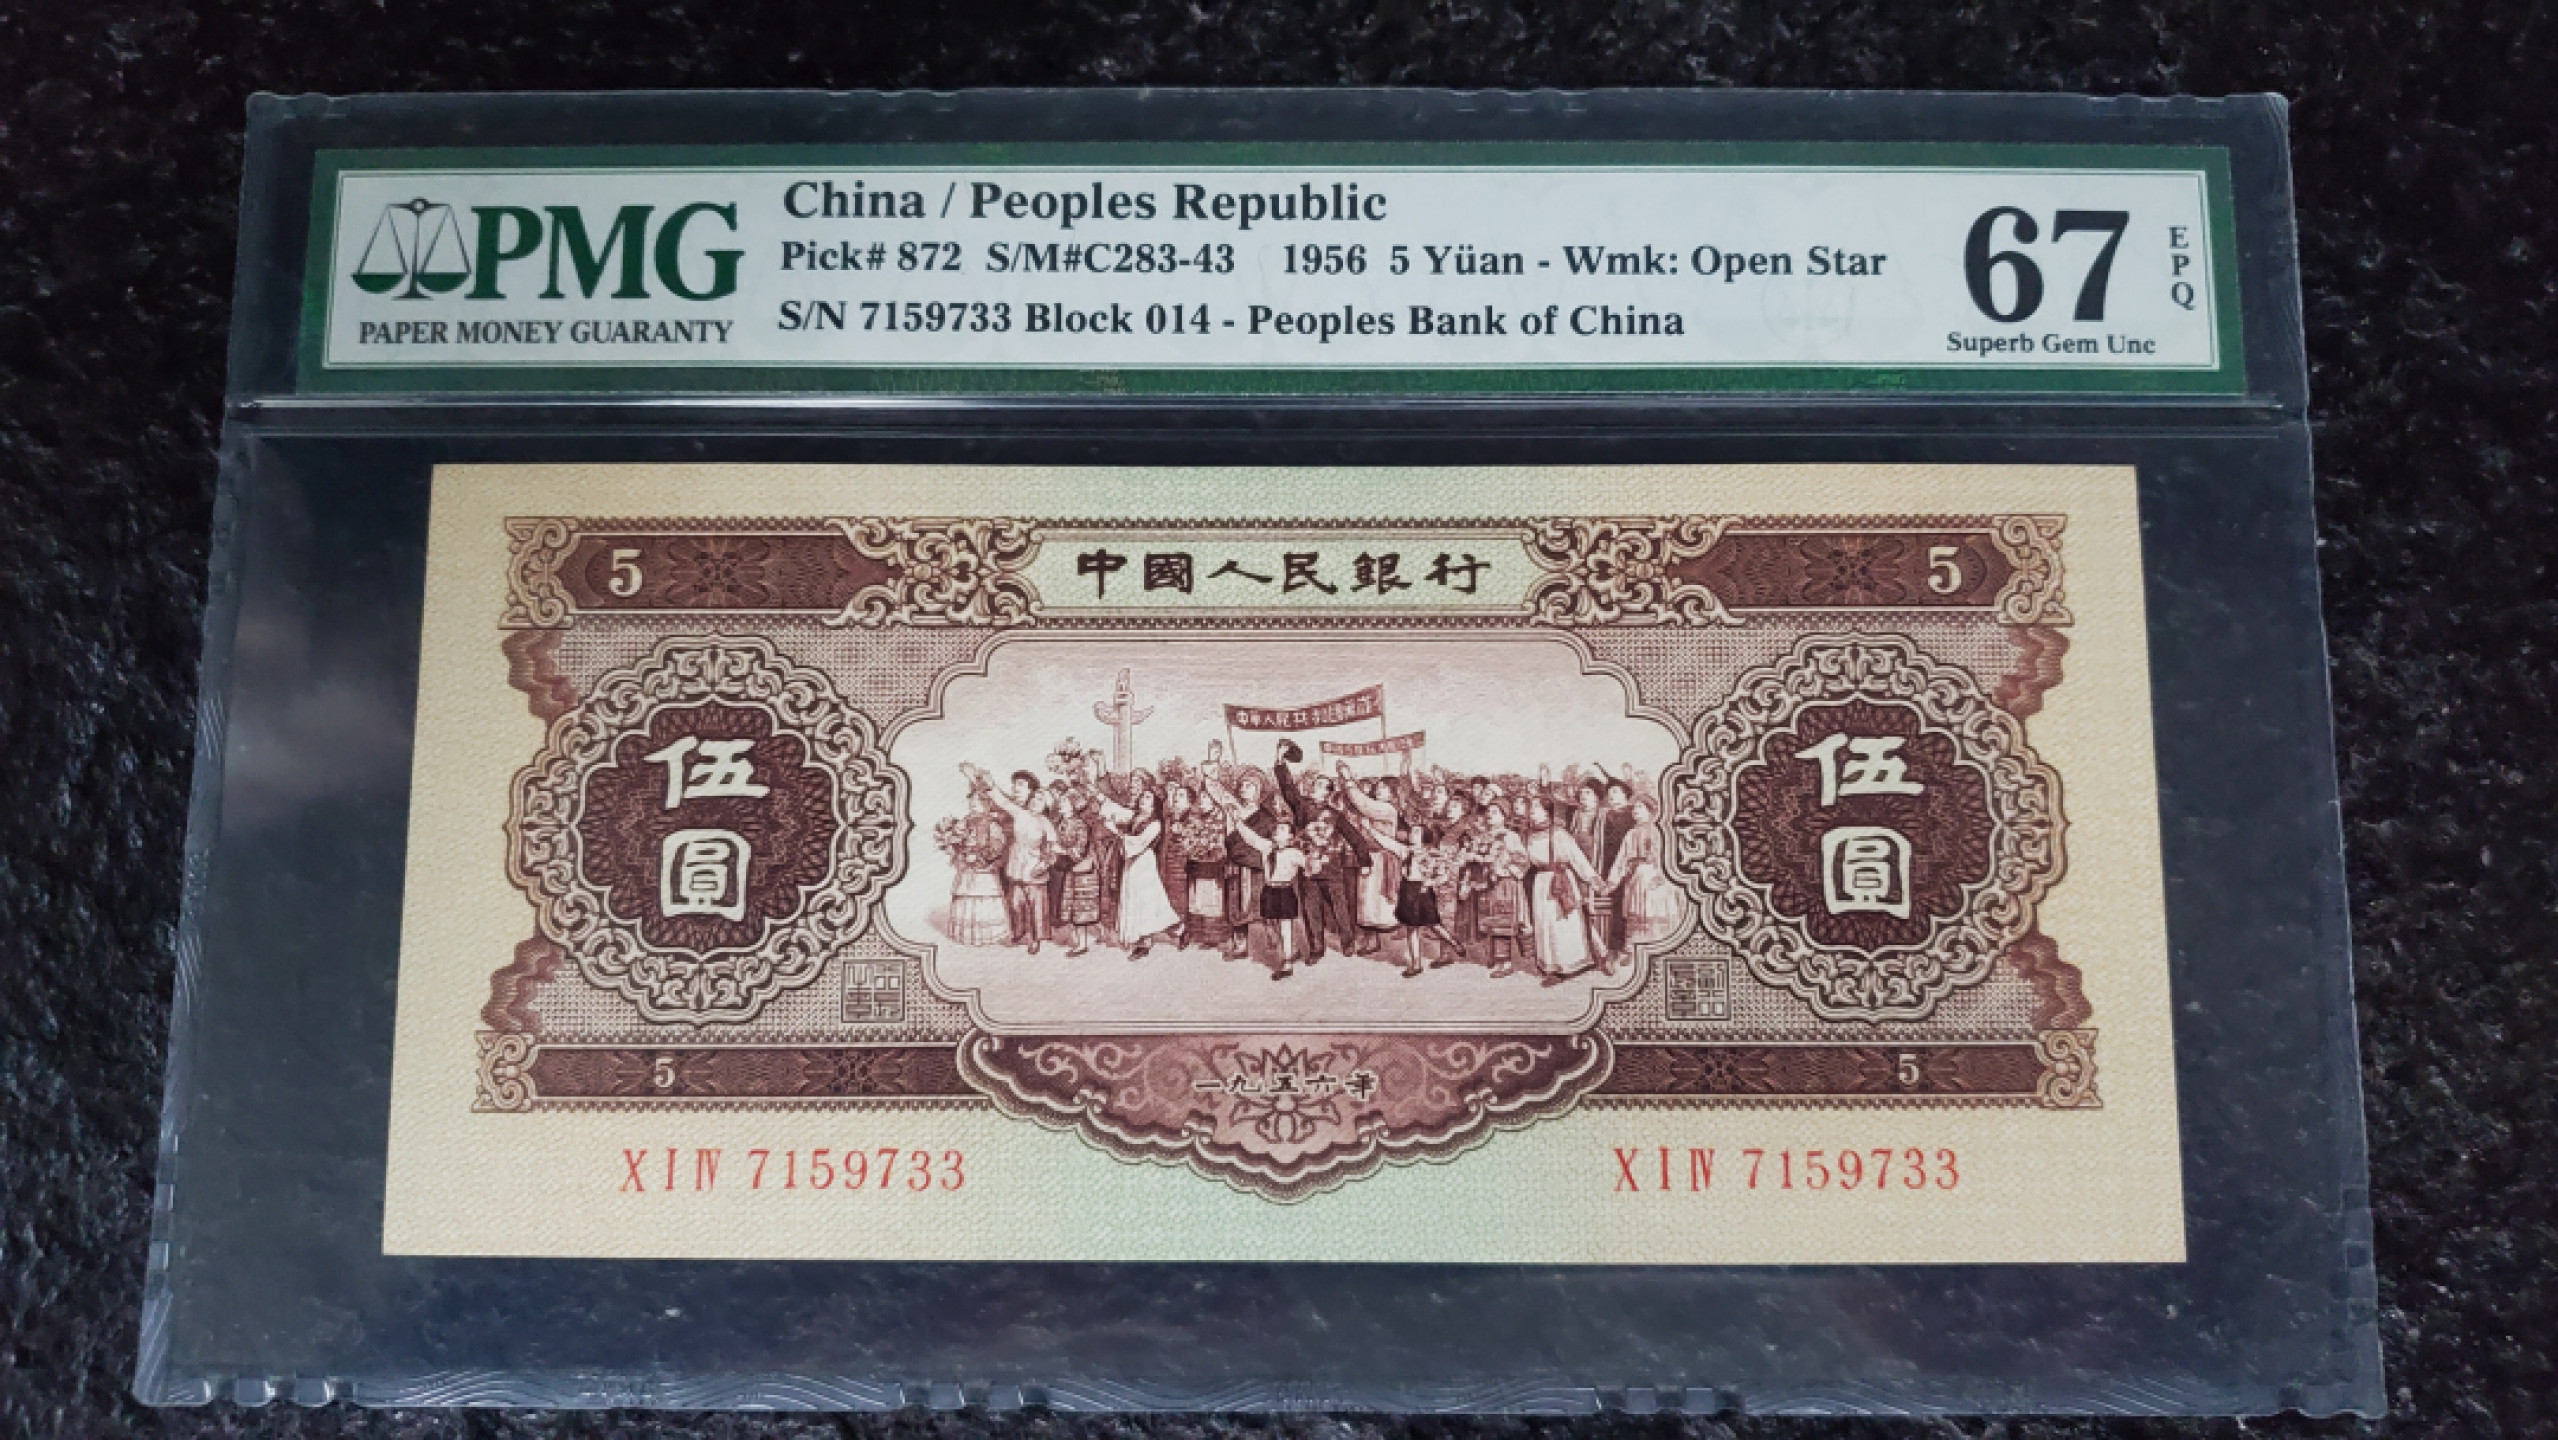 PMG
PAPER MONEY GUARANTY
China / Peoples Republic
Pick# 872 S/M#C283-43 1956 5 Yüan - Wmk: Open Star
S/N 7159733 Block 014 - Peoples Bank of China
67
EPQ
Superb Gem Unc
5 中國人民銀行 5
伍圓
伍圓
5 一九五六年 5
X I IV 7159733 X I IV 7159733